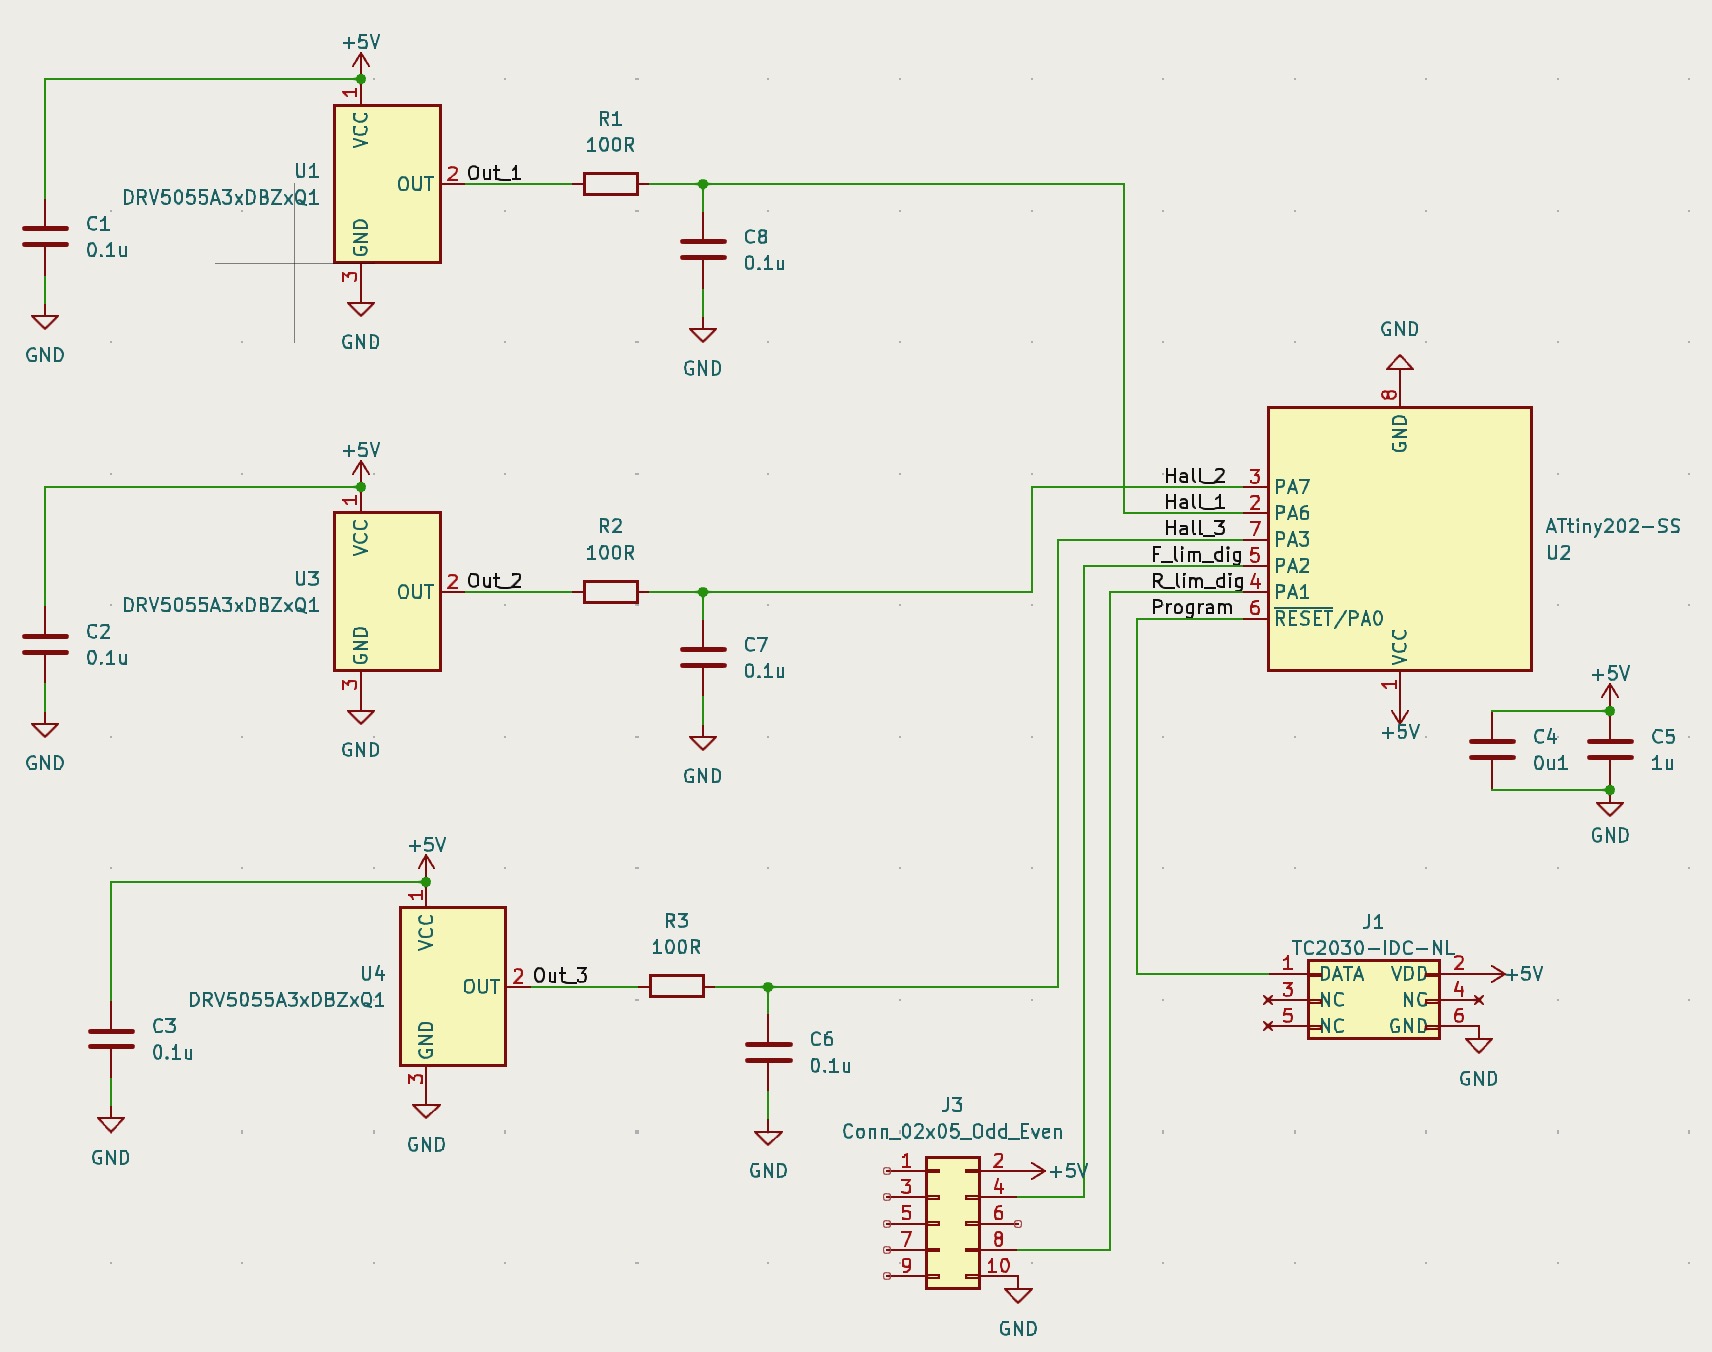 +5V
1
VCC
U1
DRV5055A3xDBZxQ1
OUT
2
Out_1
GND
3
GND
C1
0.1u
GND
R1
100R
C8
0.1u
GND
+5V
1
VCC
U3
DRV5055A3xDBZxQ1
OUT
2
Out_2
GND
3
GND
C2
0.1u
GND
R2
100R
C7
0.1u
GND
+5V
1
VCC
U4
DRV5055A3xDBZxQ1
OUT
2
Out_3
GND
3
GND
C3
0.1u
GND
R3
100R
C6
0.1u
GND
GND
8
GND
Hall_2 3 PA7
Hall_1 2 PA6
Hall_3 7 PA3
F_lim_dig 5 PA2
R_lim_dig 4 PA1
Program 6 RESET/PA0
VCC
1
+5V
ATtiny202-SS
U2
+5V
C4
0u1
C5
1u
GND
J1
TC2030-IDC-NL
1 DATA VDD 2 +5V
3 NC NC 4
5 NC GND 6
GND
J3
Conn_02x05_Odd_Even
1 2 +5V
3 4
5 6
7 8
9 10
GND